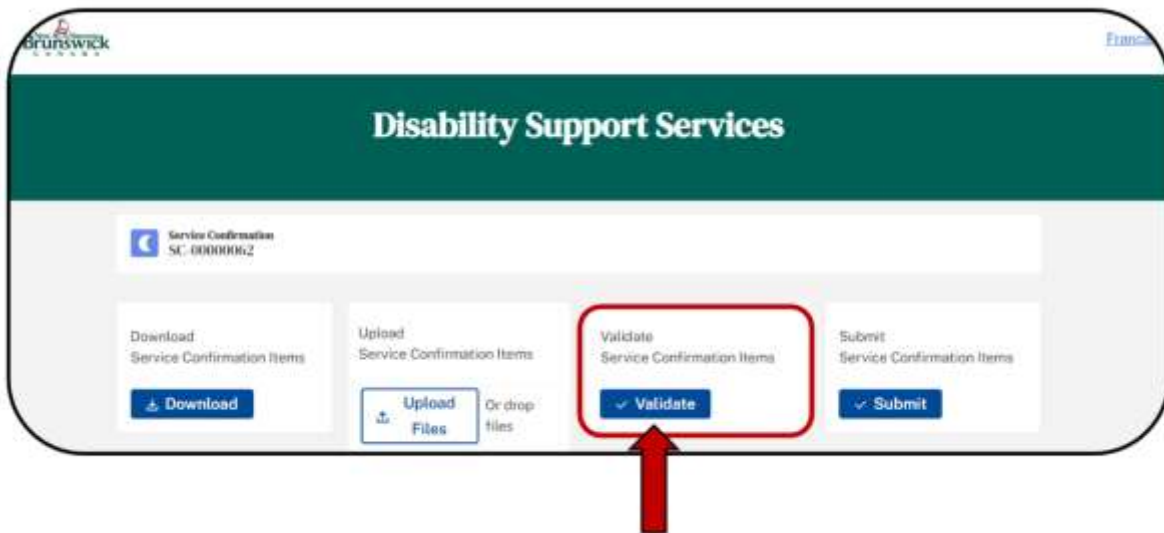 Brunswick
CANADA
Disability Support Services
Service Confirmation
SC-00000062
Download
Service Confirmation Items
Download
Upload
Service Confirmation Items
Upload
Files
Or drop
files
Validate
Service Confirmation Items
Validate
Submit
Service Confirmation Items
Submit